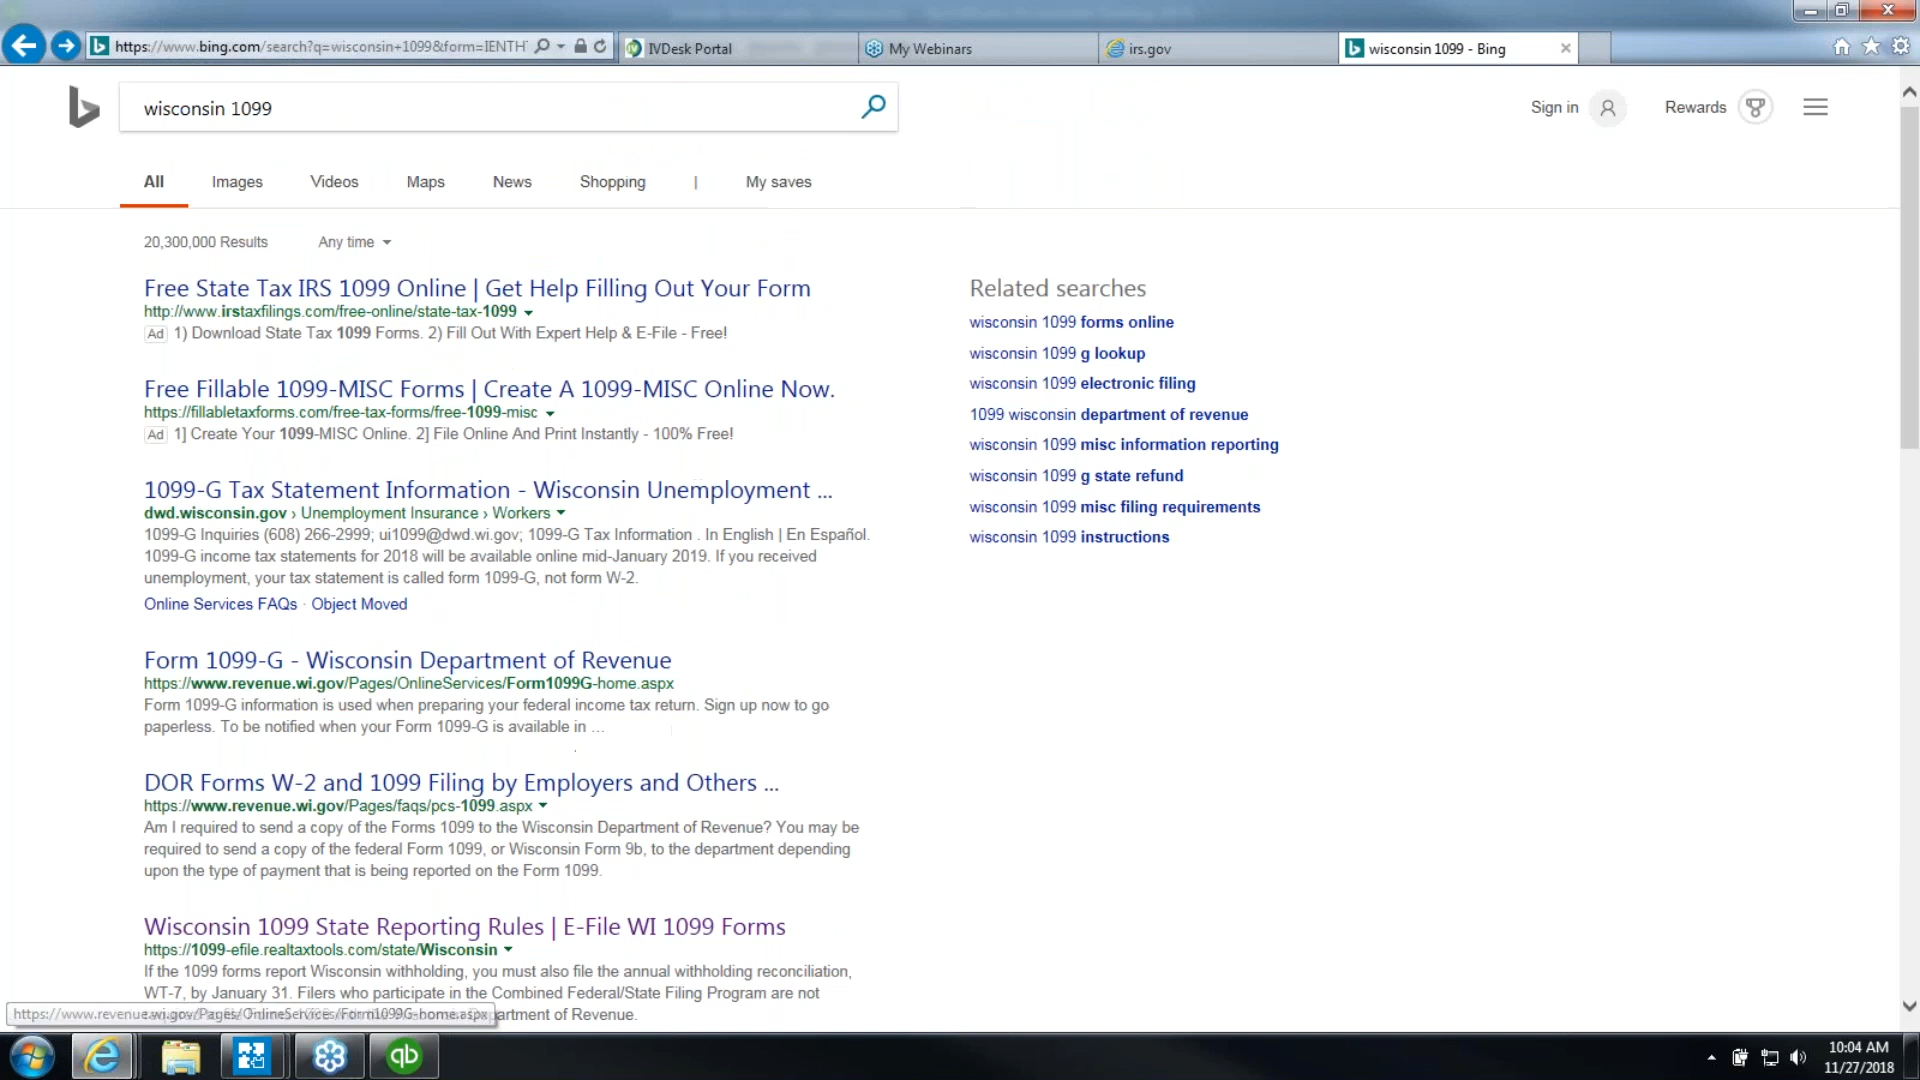 https://www.bing.com/search?q=wisconsin+1099&form=IENTH
IVDesk Portal
My Webinars
irs.gov
wisconsin 1099 - Bing
wisconsin 1099
Sign in
Rewards
All
Images
Videos
Maps
News
Shopping
|
My saves
20,300,000 Results
Any time
Free State Tax IRS 1099 Online | Get Help Filling Out Your Form
http://www.irstaxfilings.com/free-online/state-tax-1099
Ad 1) Download State Tax 1099 Forms. 2) Fill Out With Expert Help & E-File - Free!
Free Fillable 1099-MISC Forms | Create A 1099-MISC Online Now.
https://fillabletaxforms.com/free-tax-forms/free-1099-misc
Ad 1] Create Your 1099-MISC Online. 2] File Online And Print Instantly - 100% Free!
1099-G Tax Statement Information - Wisconsin Unemployment ...
dwd.wisconsin.gov › Unemployment Insurance › Workers
1099-G Inquiries (608) 266-2999; ui1099@dwd.wi.gov; 1099-G Tax Information . In English | En Español.
1099-G income tax statements for 2018 will be available online mid-January 2019. If you received
unemployment, your tax statement is called form 1099-G, not form W-2.
Online Services FAQs · Object Moved
Form 1099-G - Wisconsin Department of Revenue
https://www.revenue.wi.gov/Pages/OnlineServices/Form1099G-home.aspx
Form 1099-G information is used when preparing your federal income tax return. Sign up now to go
paperless. To be notified when your Form 1099-G is available in ...
DOR Forms W-2 and 1099 Filing by Employers and Others ...
https://www.revenue.wi.gov/Pages/faqs/pcs-1099.aspx
Am I required to send a copy of the Forms 1099 to the Wisconsin Department of Revenue? You may be
required to send a copy of the federal Form 1099, or Wisconsin Form 9b, to the department depending
upon the type of payment that is being reported on the Form 1099.
Wisconsin 1099 State Reporting Rules | E-File WI 1099 Forms
https://1099-efile.realtaxtools.com/state/Wisconsin
If the 1099 forms report Wisconsin withholding, you must also file the annual withholding reconciliation,
WT-7, by January 31. Filers who participate in the Combined Federal/State Filing Program are not
artment of Revenue.
https://www.revenue.wi.gov/Pages/OnlineServices/Form1099G-home.aspx
Related searches
wisconsin 1099 forms online
wisconsin 1099 g lookup
wisconsin 1099 electronic filing
1099 wisconsin department of revenue
wisconsin 1099 misc information reporting
wisconsin 1099 g state refund
wisconsin 1099 misc filing requirements
wisconsin 1099 instructions
qb
10:04 AM
11/27/2018